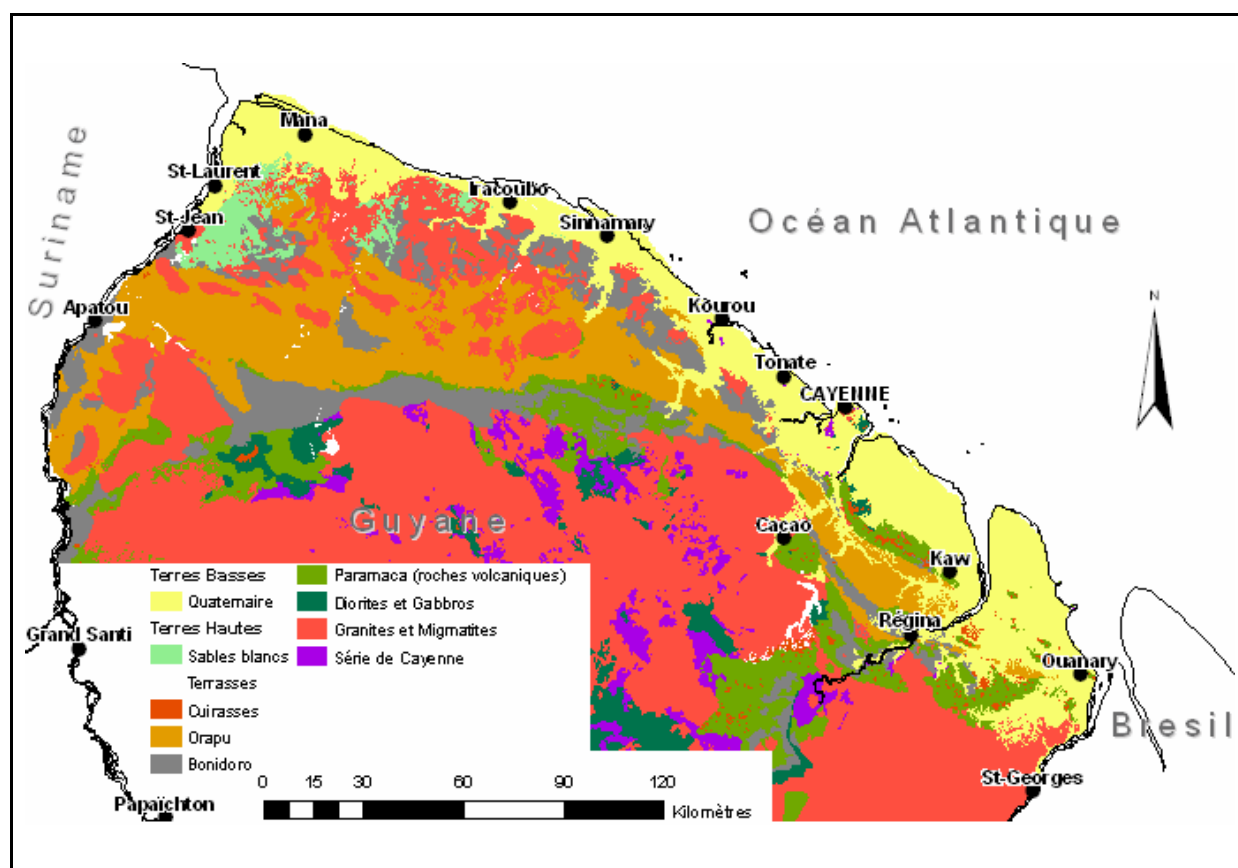 Mana
St-Laurent
Iracoubo
St-Jean
Sinnamary
Océan Atlantique
Suriname
Apatou
Kourou
N
Tonate
CAYENNE
Guyane
Cacao
Kaw
Terres Basses
Quaternaire
Terres Hautes
Sables blancs
Terrasses
Cuirasses
Orapu
Bonidoro
Paramaca (roches volcaniques)
Diorites et Gabbros
Granites et Migmatites
Série de Cayenne
Régina
Grand Santi
Ouanary
Bresil
St-Georges
Papaïchton
0 15 30 60 90 120
Kilomètres